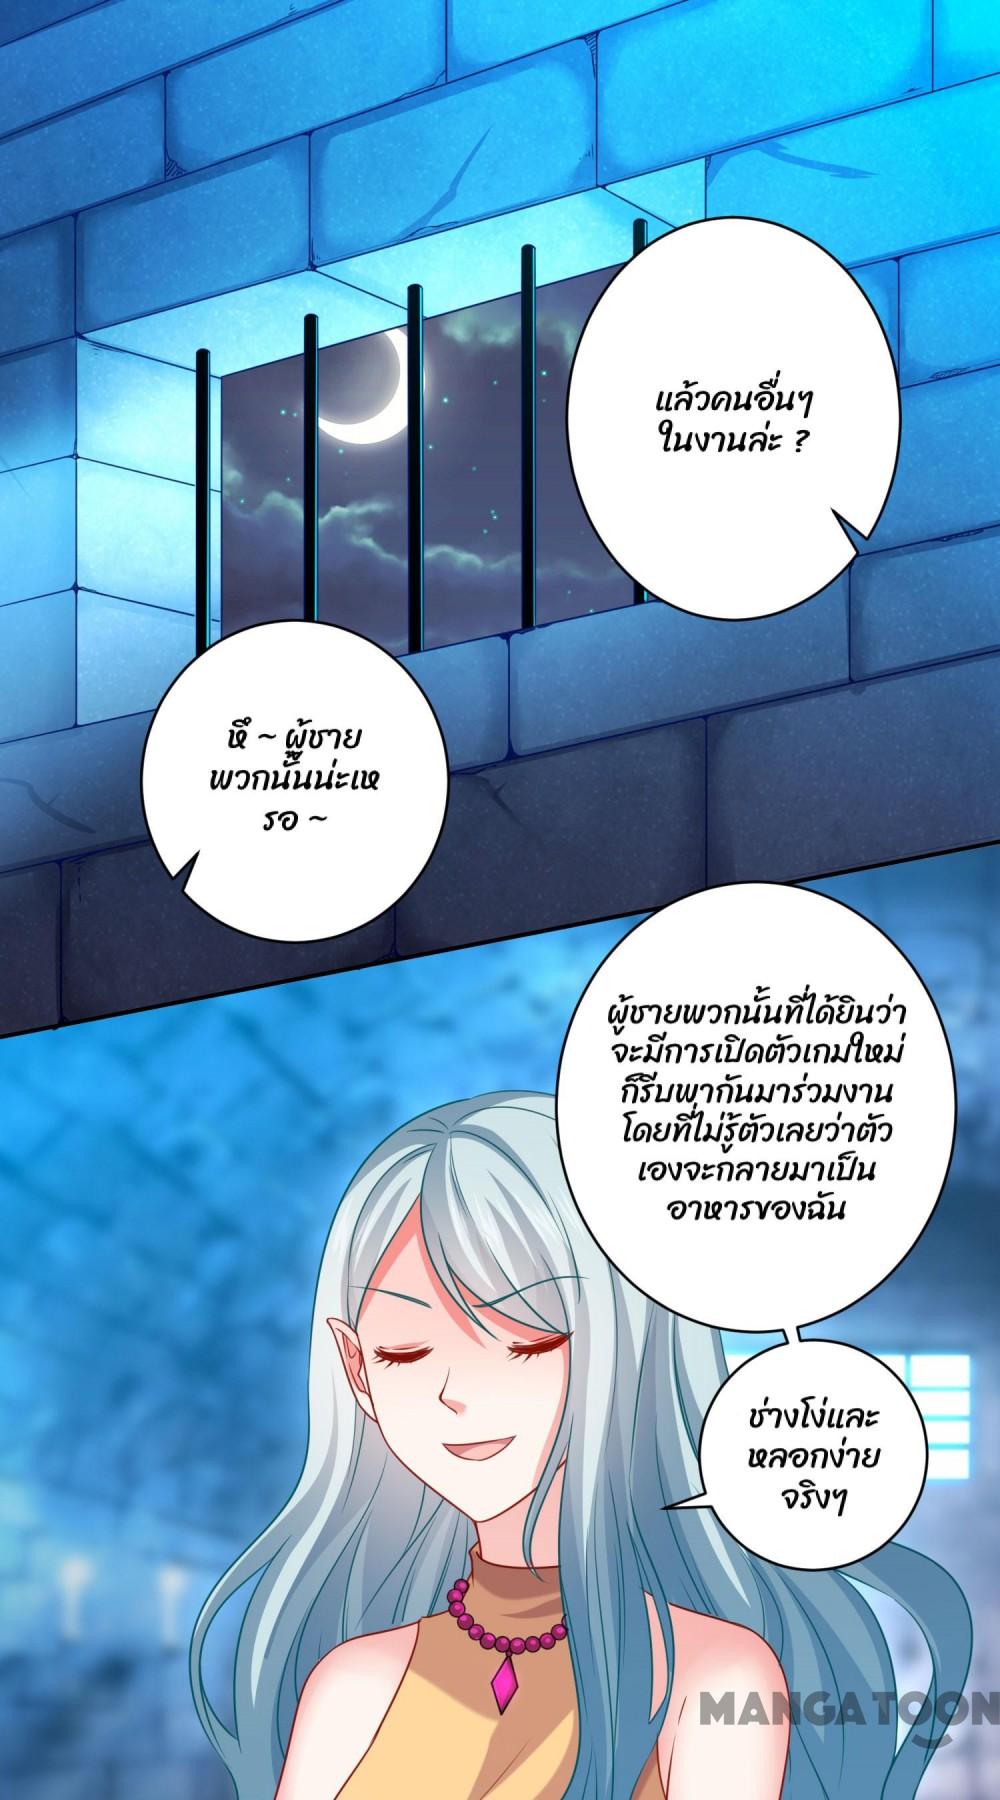 แล้วคนอื่นๆ
ในงานล่ะ ?
หึ ~ ผู้ชาย
พวกนั้นน่ะเห
รอ ~
ผู้ชายพวกนั้นที่ได้ยินว่า
จะมีการเปิดตัวเกมใหม่
ก็รีบพากันมาร่วมงาน
โดยที่ไม่รู้ตัวเลยว่าตัว
เองจะกลายมาเป็น
อาหารของฉัน
ช่างโง่และ
หลอกง่าย
จริงๆ
MANGATOON